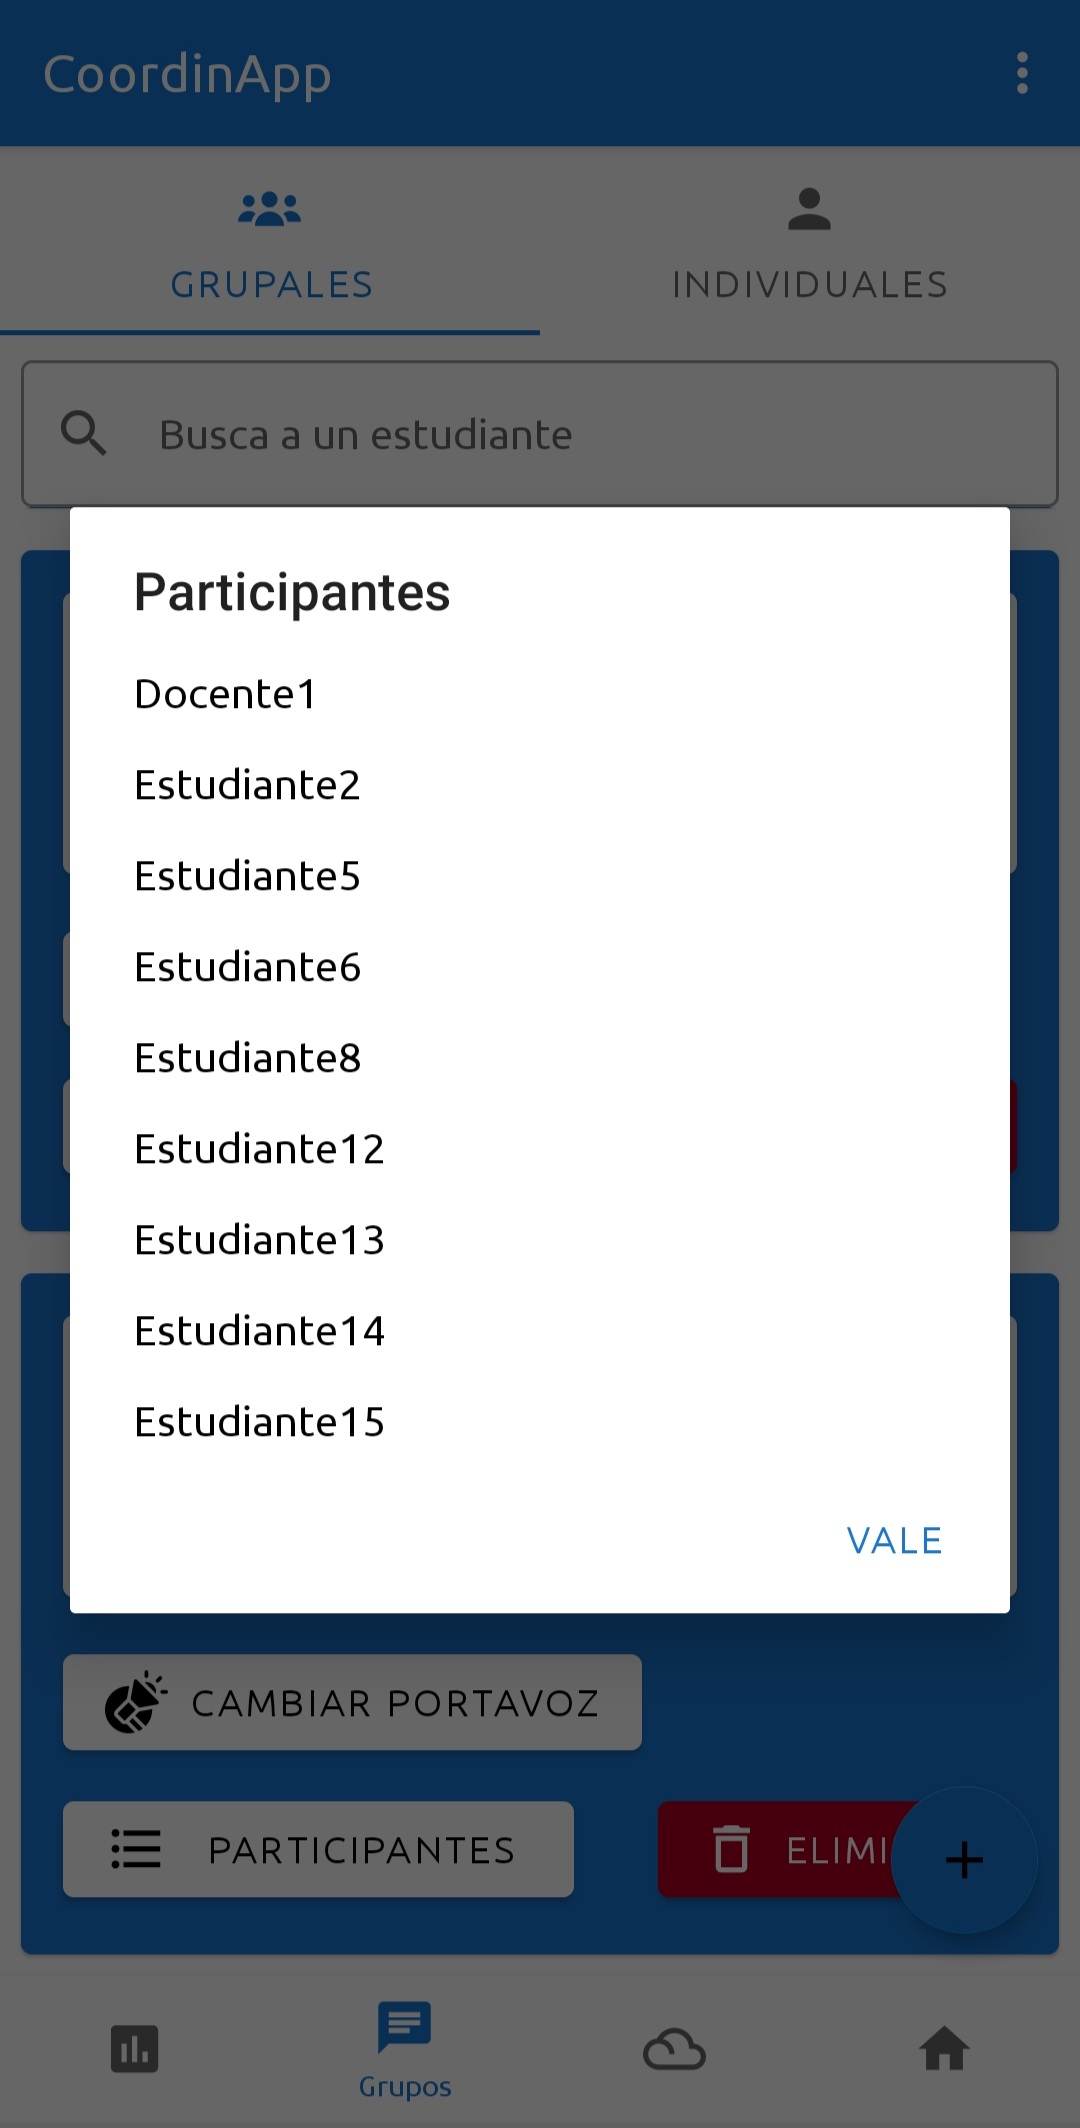 CoordinApp
GRUPALES
INDIVIDUALES
Busca a un estudiante
Participantes
Docente1
Estudiante2
Estudiante5
Estudiante6
Estudiante8
Estudiante12
Estudiante13
Estudiante14
Estudiante15
VALE
CAMBIAR PORTAVOZ
PARTICIPANTES
ELIMI
Grupos